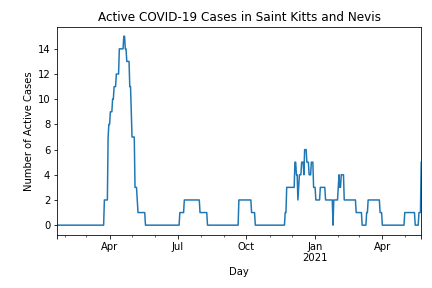 Active COVID-19 Cases in Saint Kitts and Nevis
Number of Active Cases
14
12
10
8
6
4
2
0
Apr Jul Oct Jan Apr
2021
Day